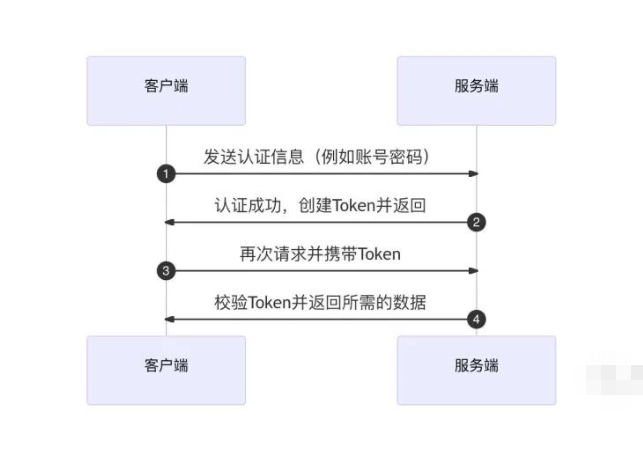 客户端
服务端
发送认证信息（例如账号密码）
1
认证成功，创建Token并返回
2
再次请求并携带Token
3
校验Token并返回所需的数据
4
客户端
服务端